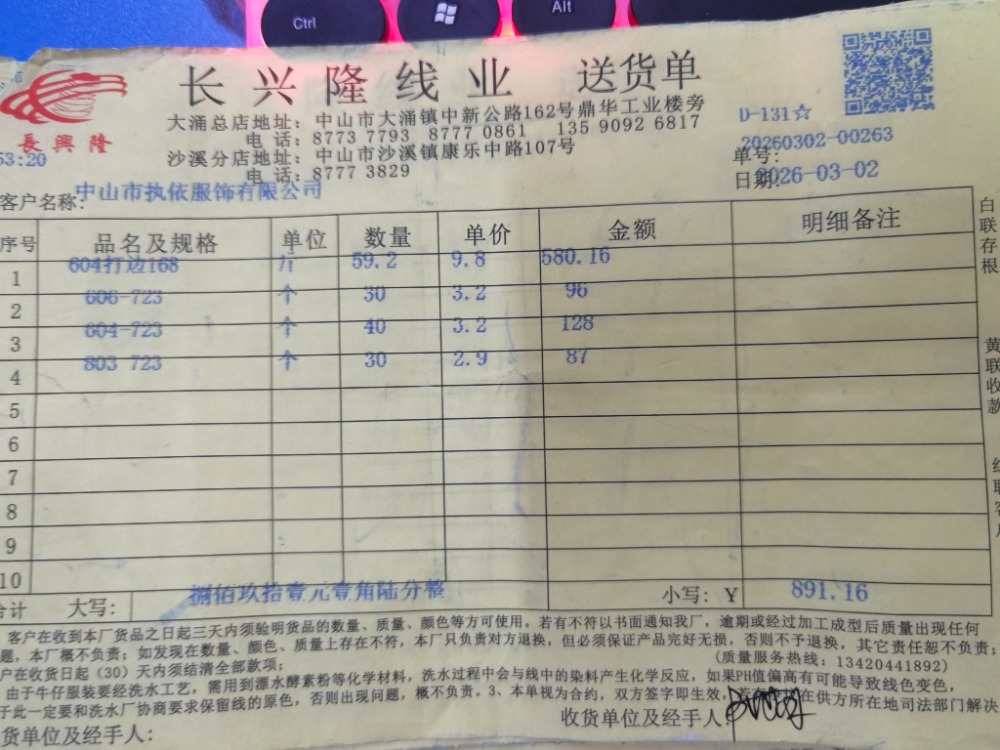 Ctrl
Alt
長興隆
长兴隆线业 送货单
大涌总店地址：中山市大涌镇中新公路162号鼎华工业楼旁
电话：8773 7793 8777 0861 135 9092 6817
沙溪分店地址：中山市沙溪镇康乐中路107号
电话：8777 3829
D-131☆
53:20
单号：20260302-00263
日期：2026-03-02
客户名称：中山市执依服饰有限公司
序号 品名及规格 单位 数量 单价 金额 明细备注
1 604打边168 斤 59.2 9.8 580.16
2 606-723 个 30 3.2 96
3 604-723 个 40 3.2 128
4 803 723 个 30 2.9 87
5
6
7
8
9
10
合计 大写：捌佰玖拾壹元壹角陆分整 小写：Y 891.16
客户在收到本厂货品之日起三天内须验明货品的数量、质量、颜色等方可使用，若有不符以书面通知我厂，逾期或经过加工成型后质量出现任何
题，本厂概不负责；如发现在数量、颜色、质量上存在不符，本厂只负责对方退换，但必须保证产品完好无损，否则不予退换，其它责任恕不负责；
户在收货日起（30）天内须结清全部款项；
（质量服务热线：13420441892）
由于牛仔服装要经洗水工艺，需用到漂水酵素粉等化学材料，洗水过程中会与线中的染料产生化学反应，如果PH值偏高有可能导致线色变色，
于此一定要和洗水厂协商要求保留线的原色，否则出现问题，概不负责，3、本单视为合约，双方签字即生效，在供方所在地司法部门解决
货单位及经手人：
收货单位及经手人
白联存根
黄联收款